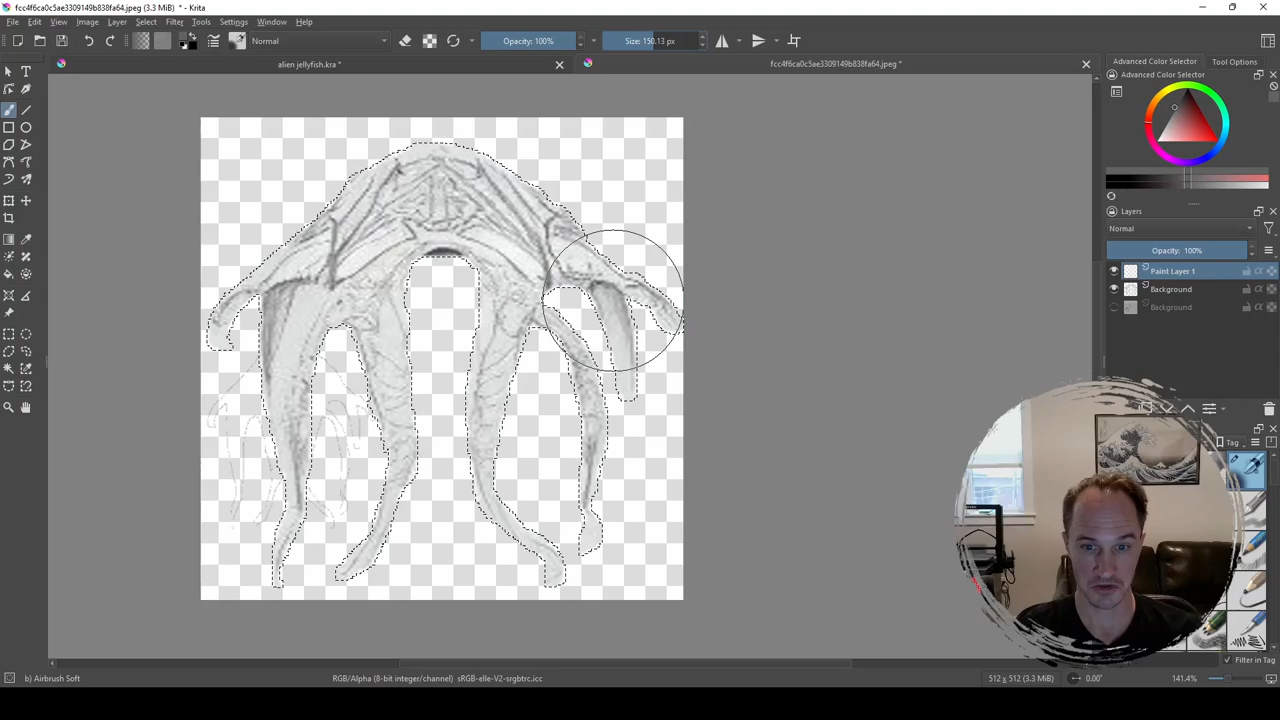 fcc4f6ca0c5ae3309149b838fa64.jpeg (3.3 MiB) * - Krita
File Edit View Image Layer Select Filter Tools Settings Window Help
Normal Opacity: 100% Size: 150.13 px
alien jellyfish.kra * fcc4f6ca0c5ae3309149b838fa64.jpeg *
Advanced Color Selector Tool Options
Advanced Color Selector
Layers
Normal
Opacity: 100%
Paint Layer 1
Background
Background
Tag
Filter in Tag
b) Airbrush Soft RGB/Alpha (8-bit integer/channel) sRGB-elle-V2-srgbtrc.icc 512 x 512 (3.3 MiB) 0.00° 141.4%